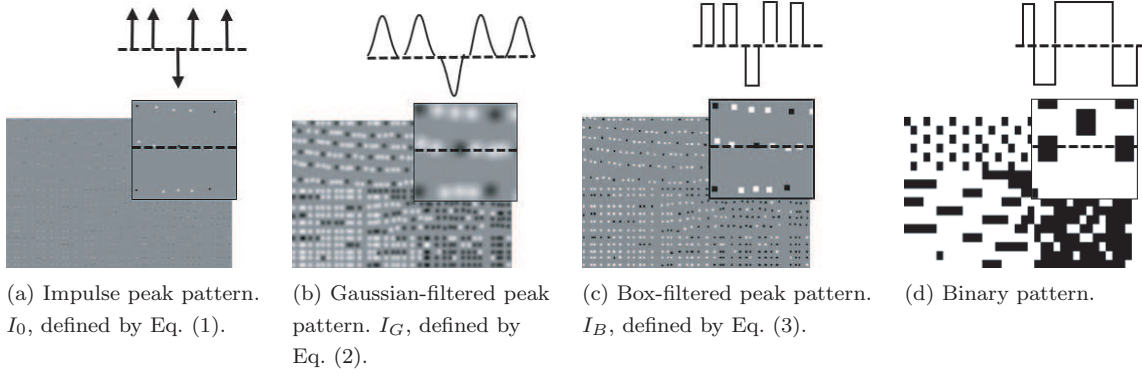 (a) Impulse peak pattern.
I0, defined by Eq. (1).
(b) Gaussian-filtered peak
pattern. IG, defined by
Eq. (2).
(c) Box-filtered peak pattern.
IB, defined by Eq. (3).
(d) Binary pattern.